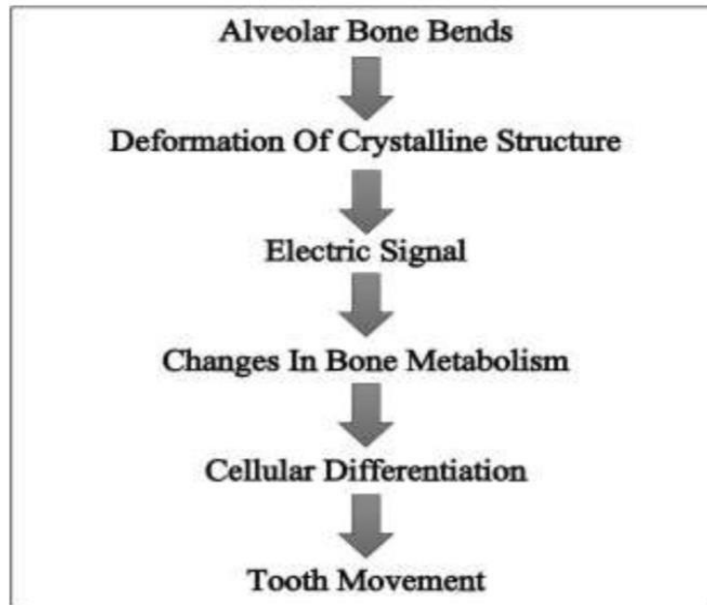 Alveolar Bone Bends
Deformation Of Crystalline Structure
Electric Signal
Changes In Bone Metabolism
Cellular Differentiation
Tooth Movement